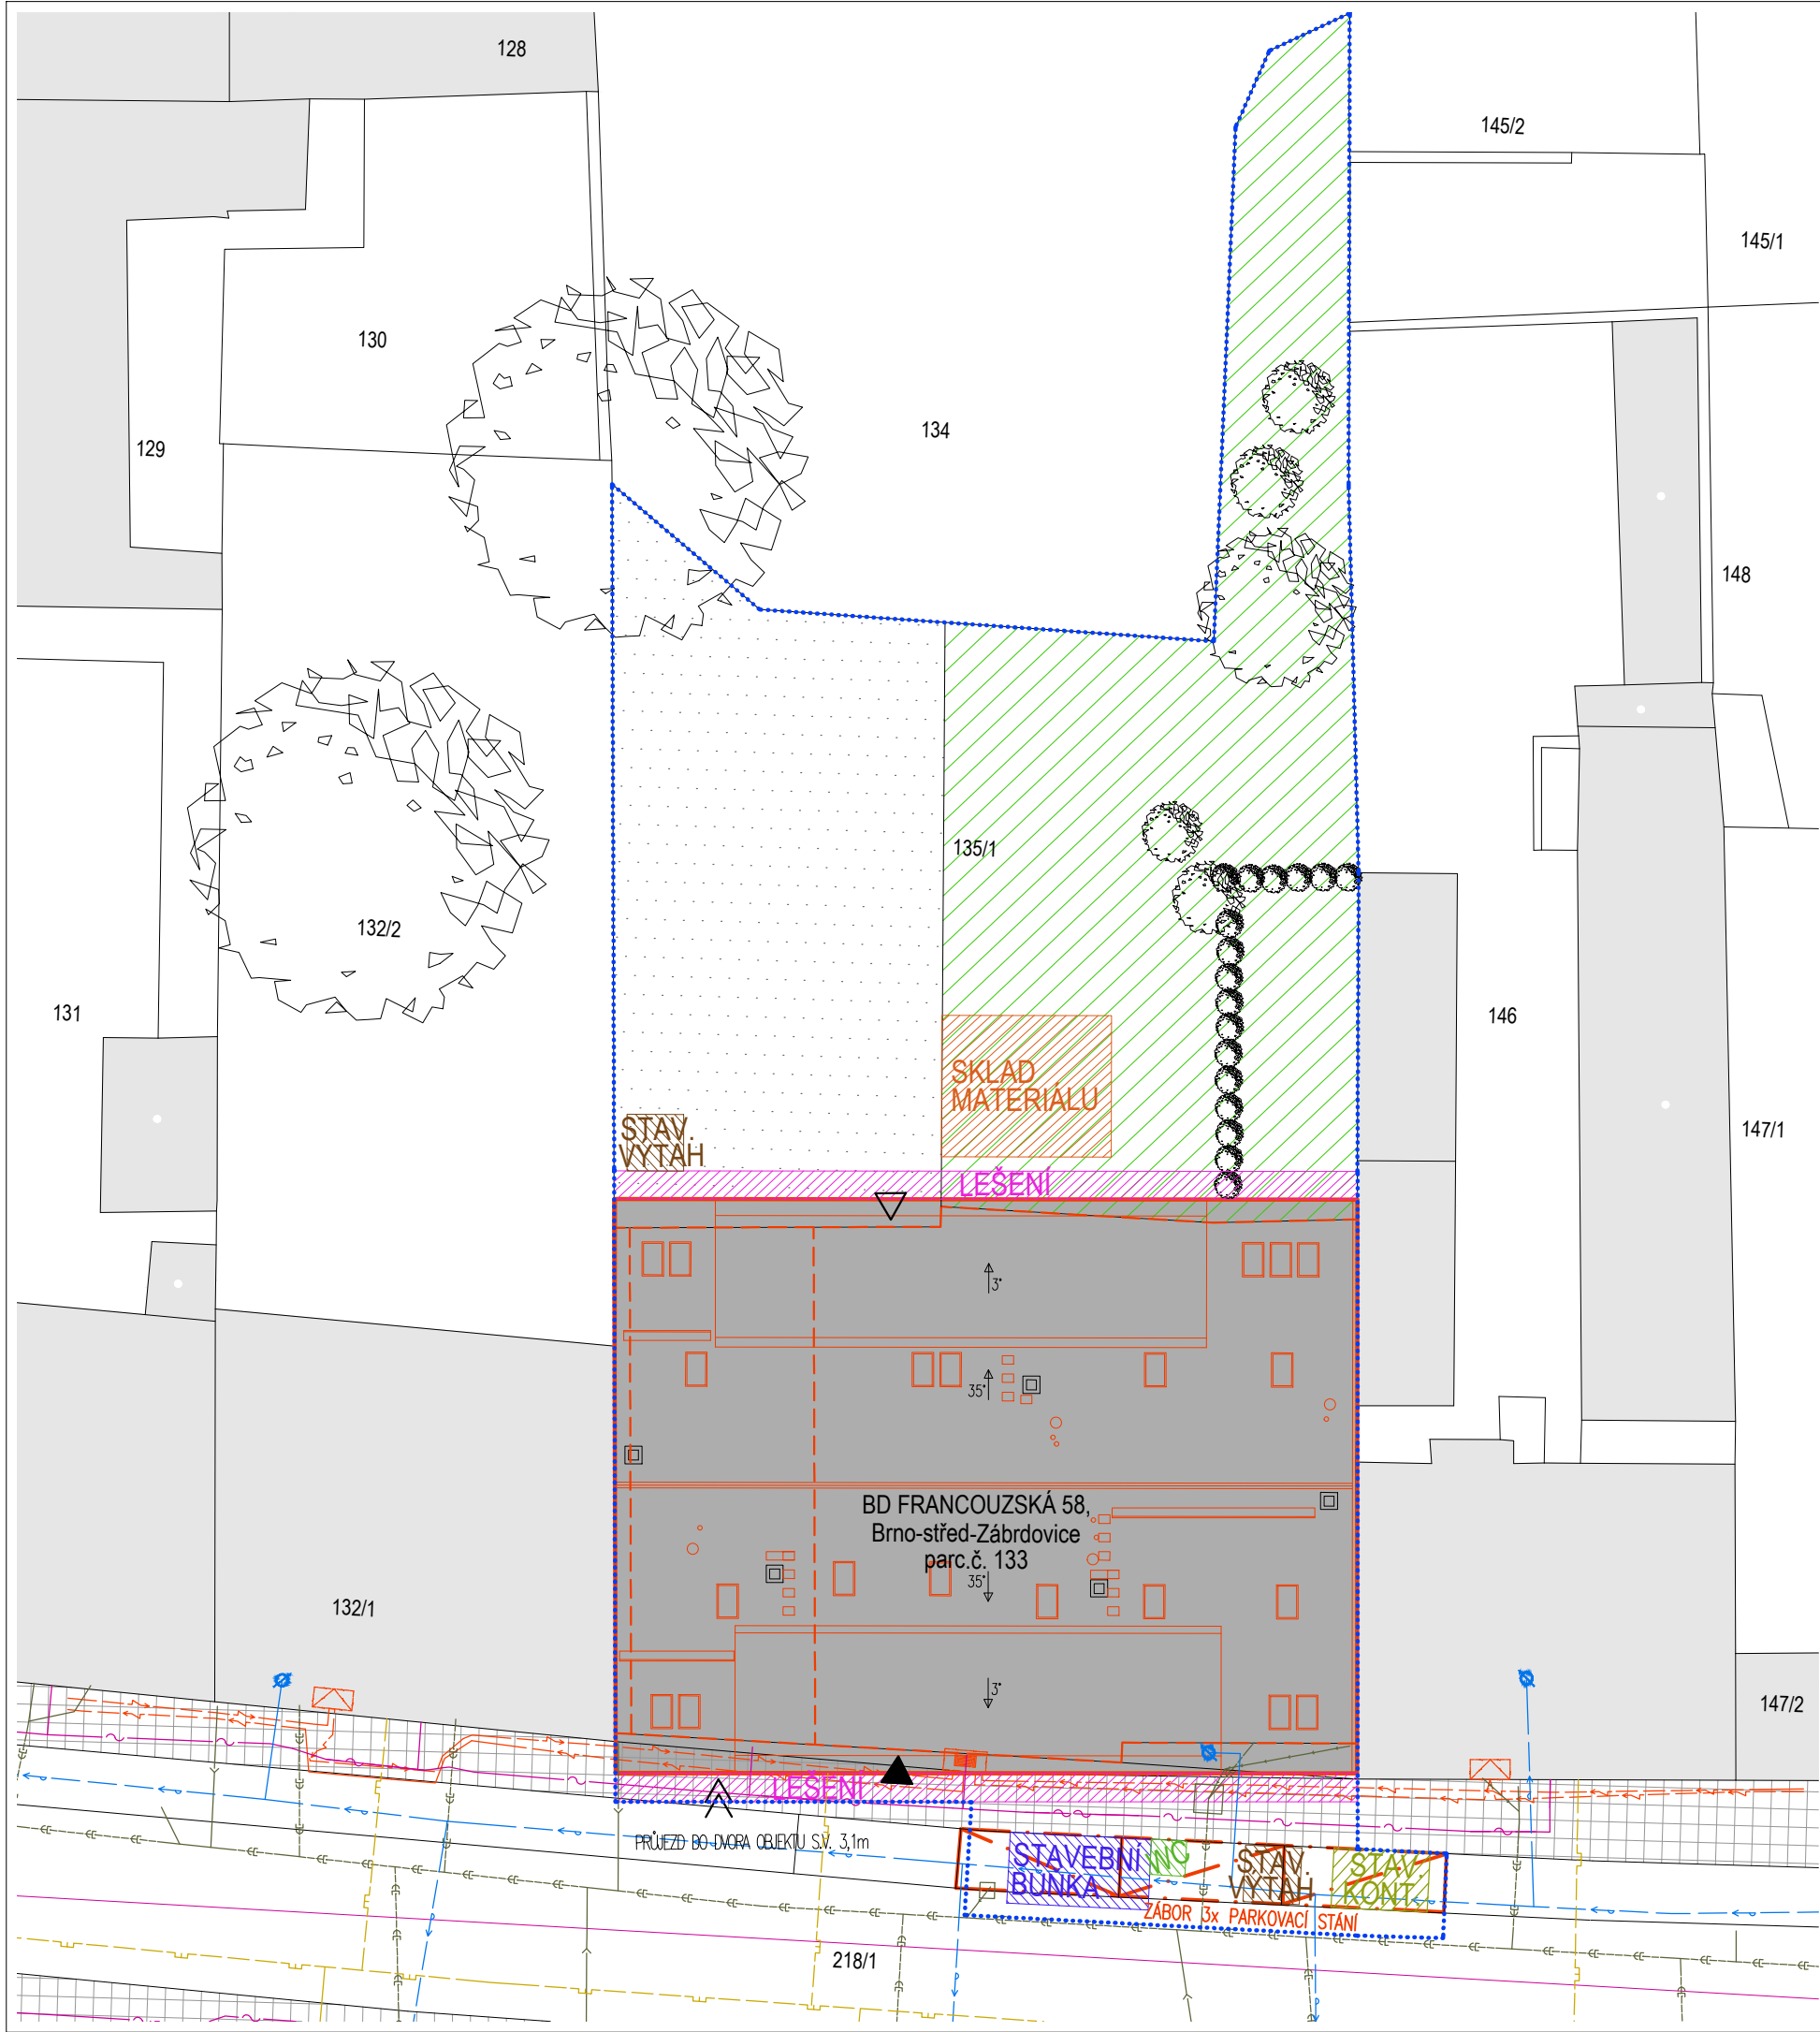 128
145/2
145/1
130
134
129
148
135/1
132/2
131
146
SKLAD
MATERIÁLU
STAV.
VÝTAH
147/1
LEŠENÍ
3°
35°
BD FRANCOUZSKÁ 58,
Brno-střed-Zábrdovice
parc.č. 133
35°
132/1
3°
147/2
LEŠENÍ
PRŮJEZD DO DVORA OBJEKTU S.V. 3,1m
STAVEBNÍ
BUŇKA
WC
STAV.
VÝTAH
STAV.
KONT.
ZÁBOR 3x PARKOVACÍ STÁNÍ
218/1